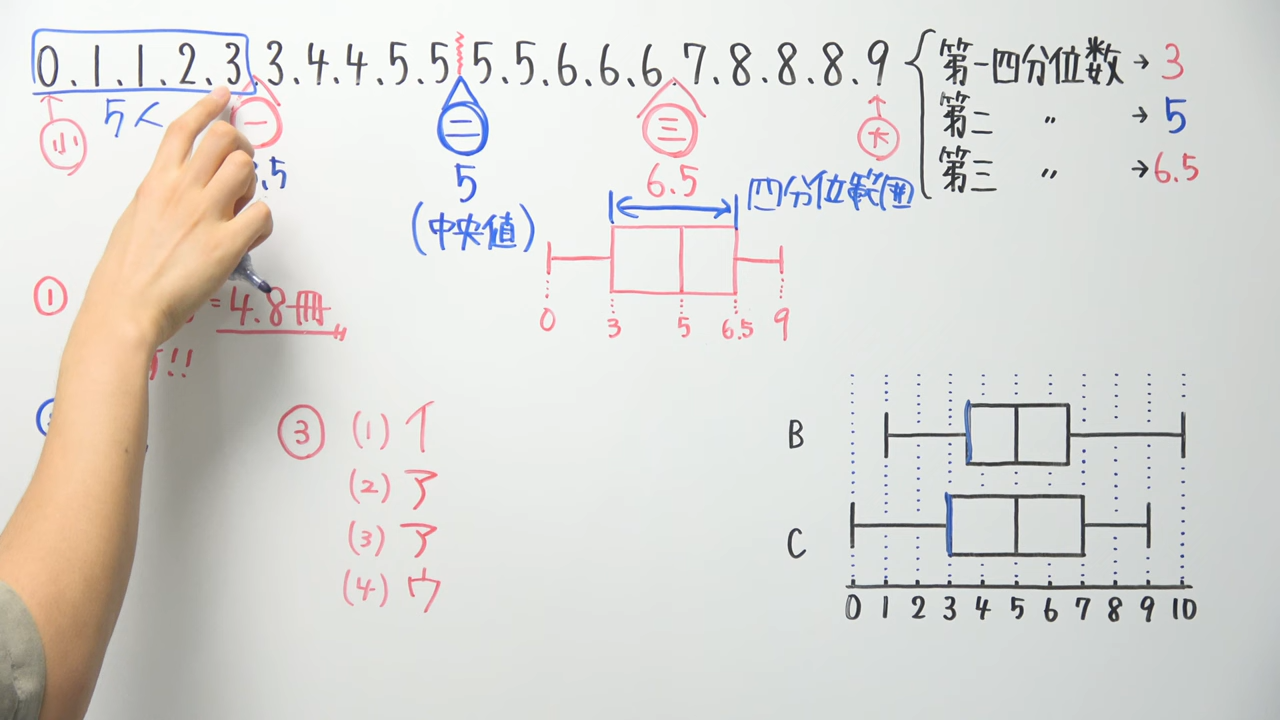 0.1.1.2.3.3.4.4.5.5 5.5.6.6.6.7.8.8.8.9
第一四分位数→3
第二 〃 →5
第三 〃 →6.5
5人
小
一
二
三
大
.5
5
6.5
(中央値)
四分位範囲
0 3 5 6.5 9
① =4.8冊
!!
③ (1) イ
(2) ア
(3) ア
(4) ウ
B
C
0 1 2 3 4 5 6 7 8 9 10